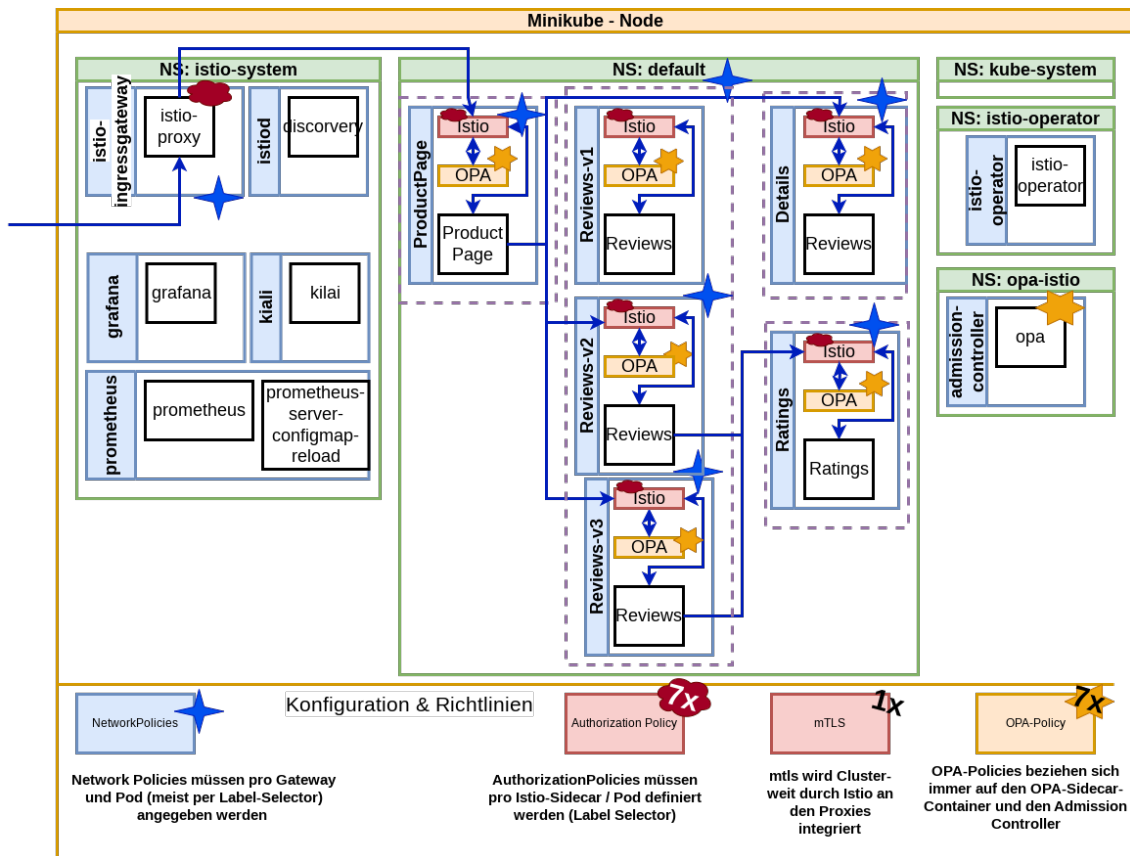 Minikube - Node
NS: istio-system
istio-
ingressgateway
istio-
proxy
istiod
discorvery
grafana
grafana
kiali
kilai
prometheus
prometheus
prometheus-
server-
configmap-
reload
NS: default
ProductPage
Istio
OPA
Product
Page
Reviews-v1
Istio
OPA
Reviews
Reviews-v2
Istio
OPA
Reviews
Reviews-v3
Istio
OPA
Reviews
Details
Istio
OPA
Reviews
Ratings
Istio
OPA
Ratings
NS: kube-system
NS: istio-operator
istio-
operator
istio-
operator
NS: opa-istio
admission-
controller
opa
Konfiguration & Richtlinien
NetworkPolicies
Network Policies müssen pro Gateway
und Pod (meist per Label-Selector)
angegeben werden
Authorization Policy
7x
AuthorizationPolicies müssen
pro Istio-Sidecar / Pod definiert
werden (Label Selector)
mTLS
1x
mtls wird Cluster-
weit durch Istio an
den Proxies
integriert
OPA-Policy
7x
OPA-Policies beziehen sich
immer auf den OPA-Sidecar-
Container und den Admission
Controller